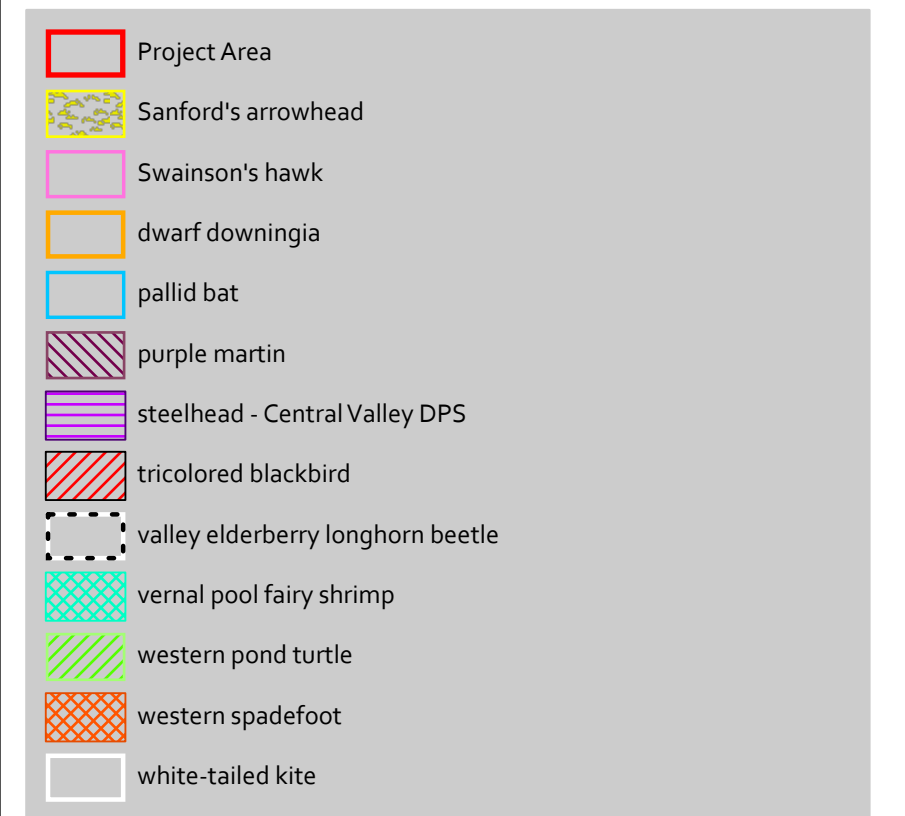 Project Area
Sanford's arrowhead
Swainson's hawk
dwarf downingia
pallid bat
purple martin
steelhead - Central Valley DPS
tricolored blackbird
valley elderberry longhorn beetle
vernal pool fairy shrimp
western pond turtle
western spadefoot
white-tailed kite